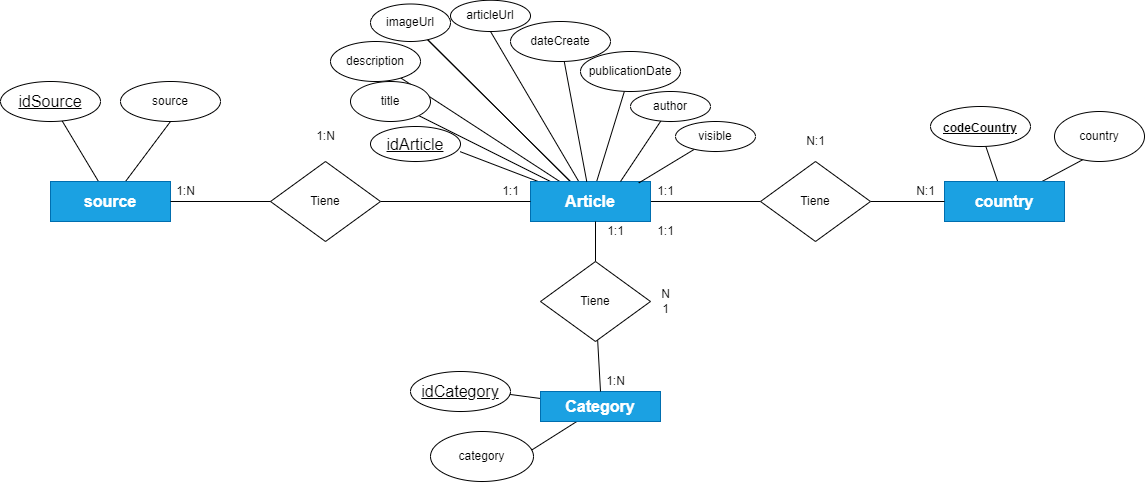 imageUrl
articleUrl
dateCreate
description
publicationDate
idSource
source
title
author
idArticle
visible
codeCountry
country
1:N
N:1
source
1:N
Tiene
1:1
Article
1:1
Tiene
N:1
country
1:1
1:1
Tiene
N
1
1:N
idCategory
Category
category